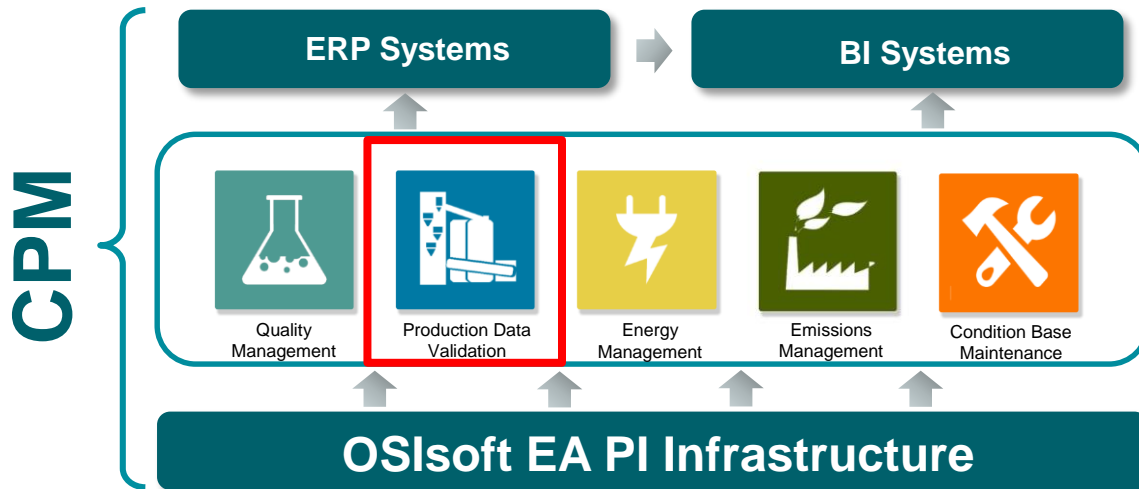 CPM
ERP Systems
BI Systems
Quality
Management
Production Data
Validation
Energy
Management
Emissions
Management
Condition Base
Maintenance
OSIsoft EA PI Infrastructure